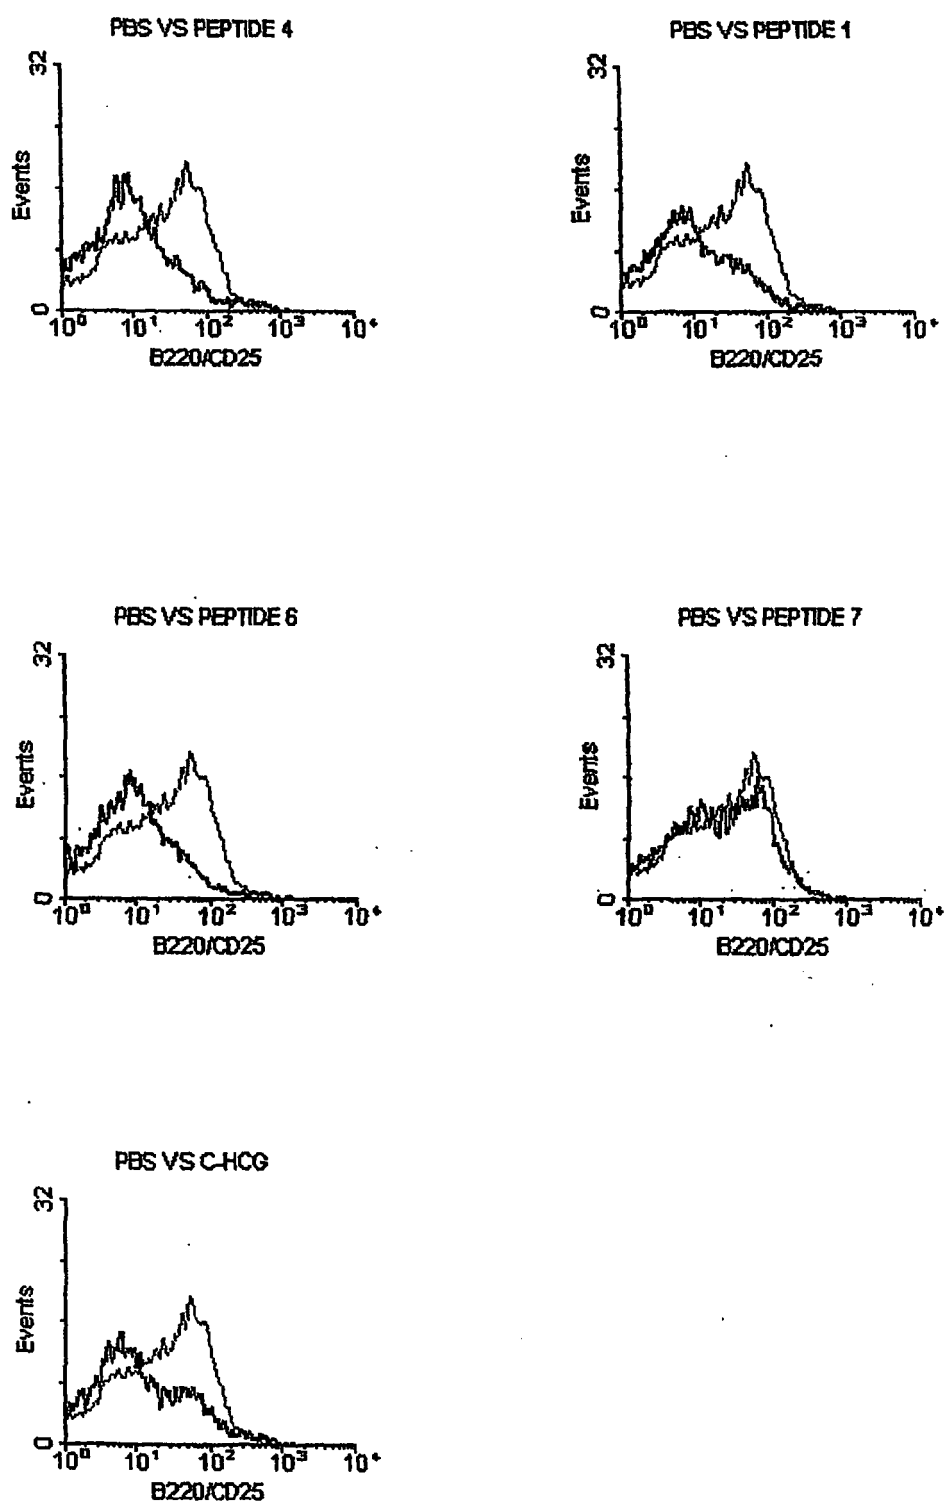 PBS VS PEPTIDE 4
32
Events
0
10⁰ 10¹ 10² 10³ 10⁴
B220/CD25
PBS VS PEPTIDE 1
32
Events
0
10⁰ 10¹ 10² 10³ 10⁴
B220/CD25
PBS VS PEPTIDE 6
32
Events
0
10⁰ 10¹ 10² 10³ 10⁴
B220/CD25
PBS VS PEPTIDE 7
32
Events
0
10⁰ 10¹ 10² 10³ 10⁴
B220/CD25
PBS VS C-HCG
32
Events
0
10⁰ 10¹ 10² 10³ 10⁴
B220/CD25